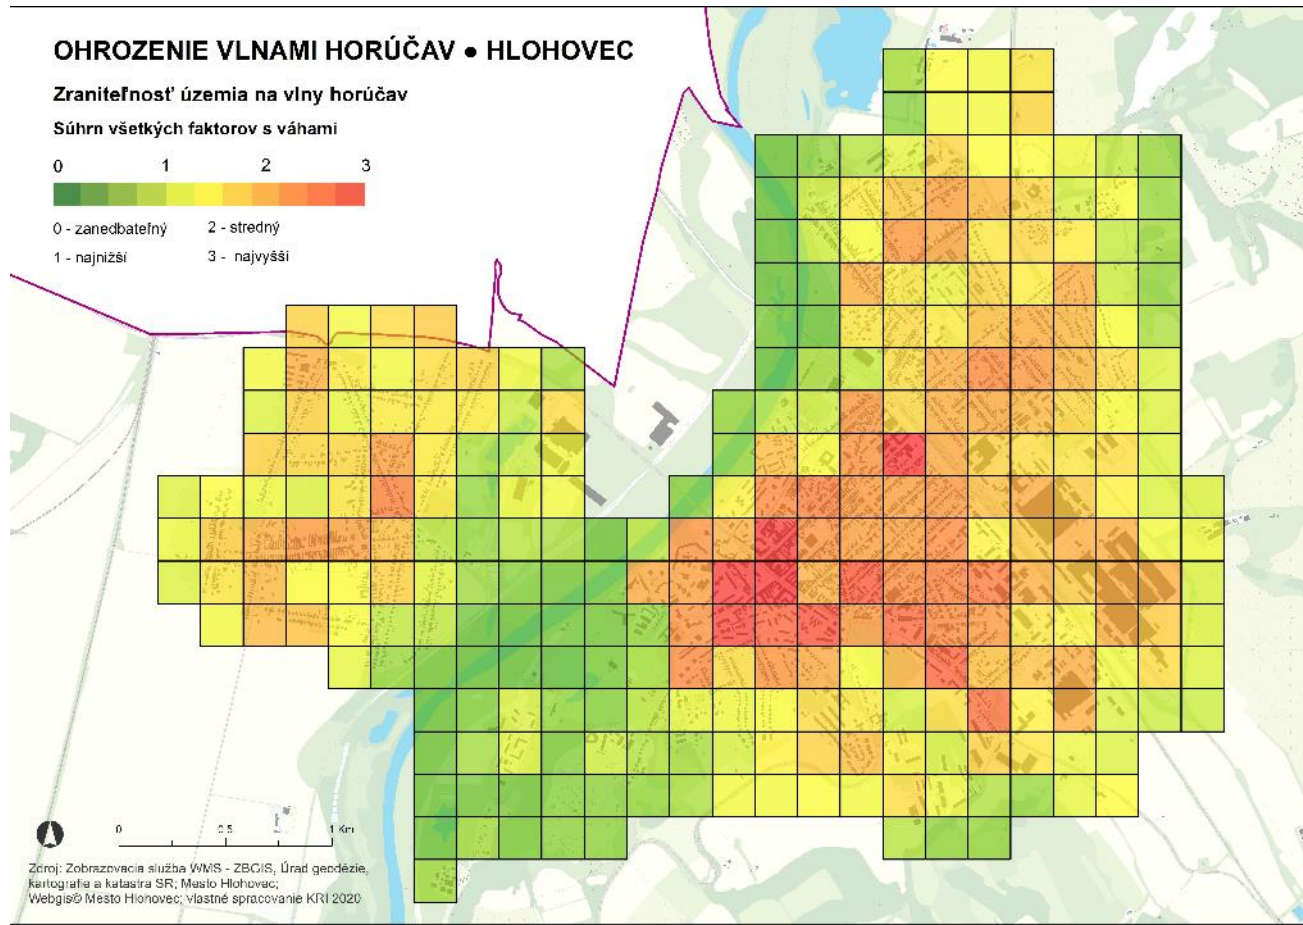 OHROZENIE VLNAMI HORÚČAV ● HLOHOVEC
Zraniteľnosť územia na vlny horúčav
Súhrn všetkých faktorov s váhami
0 1 2 3
0 - zanedbateľný 2 - stredný
1 - najnižší 3 - najvyšší
0 0.5 1 Km
Zdroj: Zobrazovacia služba WMS - ZBGIS, Úrad geodézie,
kartografie a katastra SR; Mesto Hlohovec;
Webgis© Mesto Hlohovec; vlastné spracovanie KRI 2020